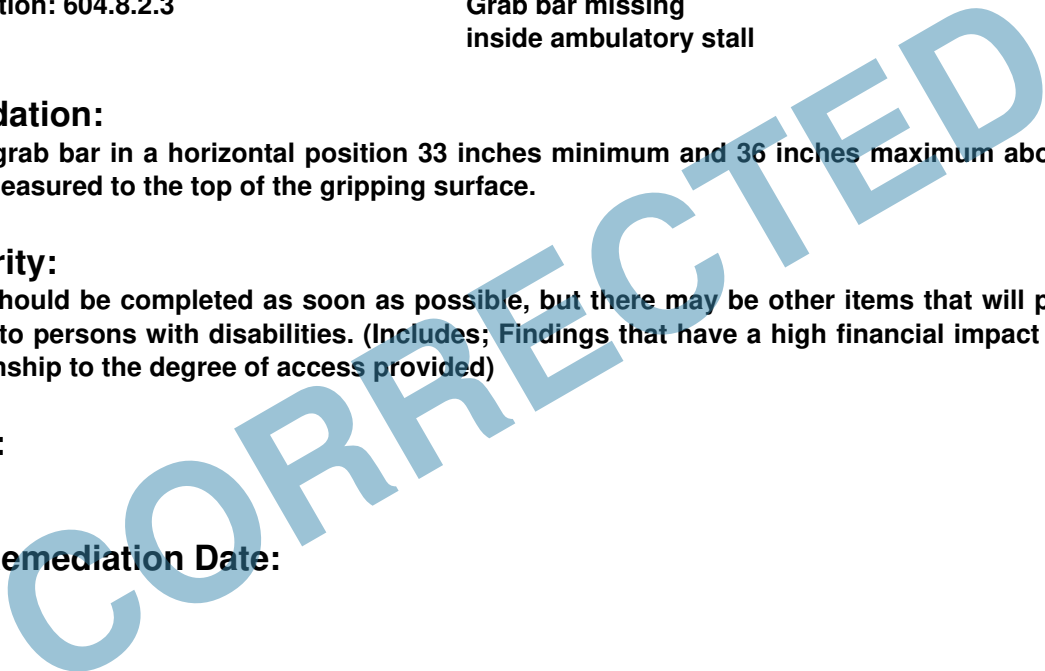 tion: 604.8.2.3 Grab bar missing
inside ambulatory stall
dation:
grab bar in a horizontal position 33 inches minimum and 36 inches maximum abo
easured to the top of the gripping surface.
rity:
hould be completed as soon as possible, but there may be other items that will p
to persons with disabilities. (Includes; Findings that have a high financial impact
nship to the degree of access provided)
:
emediation Date:
CORRECTED